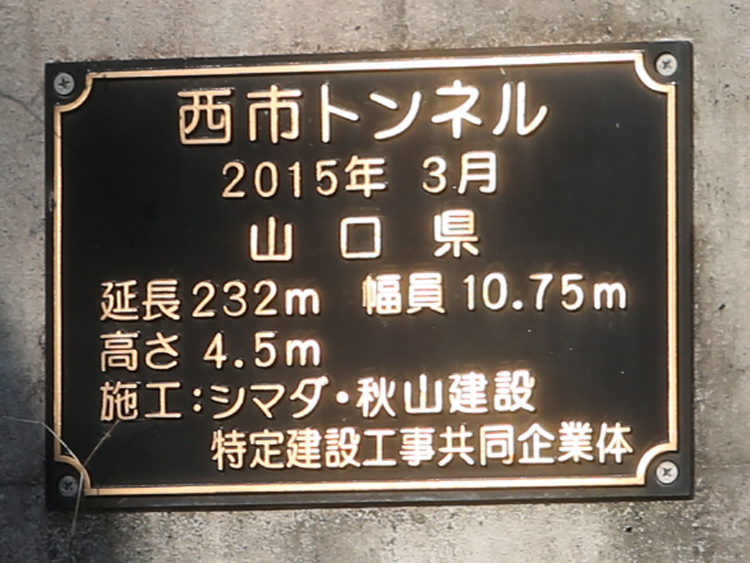 西市トンネル
2015年 3月
山口県
延長232m 幅員10.75m
高さ 4.5m
施工:シマダ・秋山建設
特定建設工事共同企業体